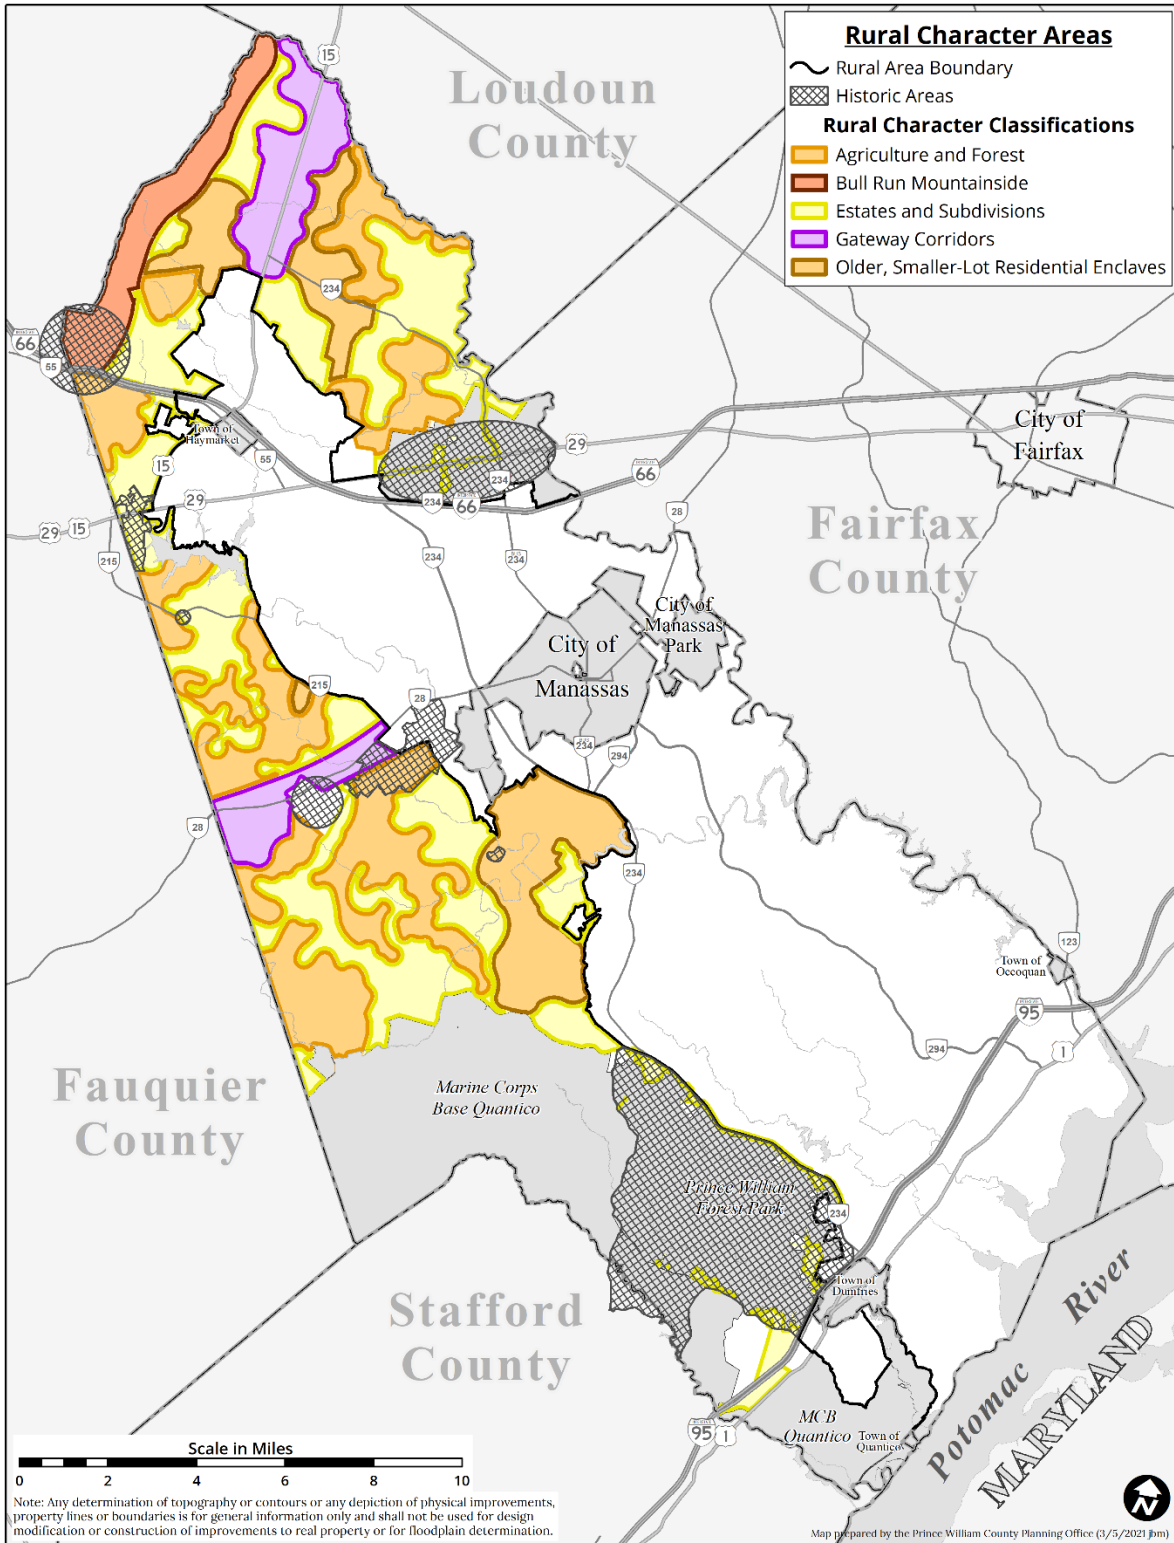 Rural Character Areas
Rural Area Boundary
Historic Areas
Rural Character Classifications
Agriculture and Forest
Bull Run Mountainside
Estates and Subdivisions
Gateway Corridors
Older, Smaller-Lot Residential Enclaves
15
Loudoun
County
234
66
55
Town of
Haymarket
15
55
29
City of
Fairfax
66
234
234
66
29
29
15
215
28
Fairfax
County
234
234
City of
Manassas
Park
City of
Manassas
215
28
234
294
28
234
123
Town of
Occoquan
95
294
1
Fauquier
County
Marine Corps
Base Quantico
Prince William
Forest Park
234
Town of
Dumfries
Stafford
County
River
Potomac
MARYLAND
MCB
Quantico
Town of
Quantico
95
1
Scale in Miles
0 2 4 6 8 10
Note: Any determination of topography or contours or any depiction of physical improvements,
property lines or boundaries is for general information only and shall not be used for design
modification or construction of improvements to real property or for floodplain determination.
N
Map prepared by the Prince William County Planning Office (3/5/2021 jbm)